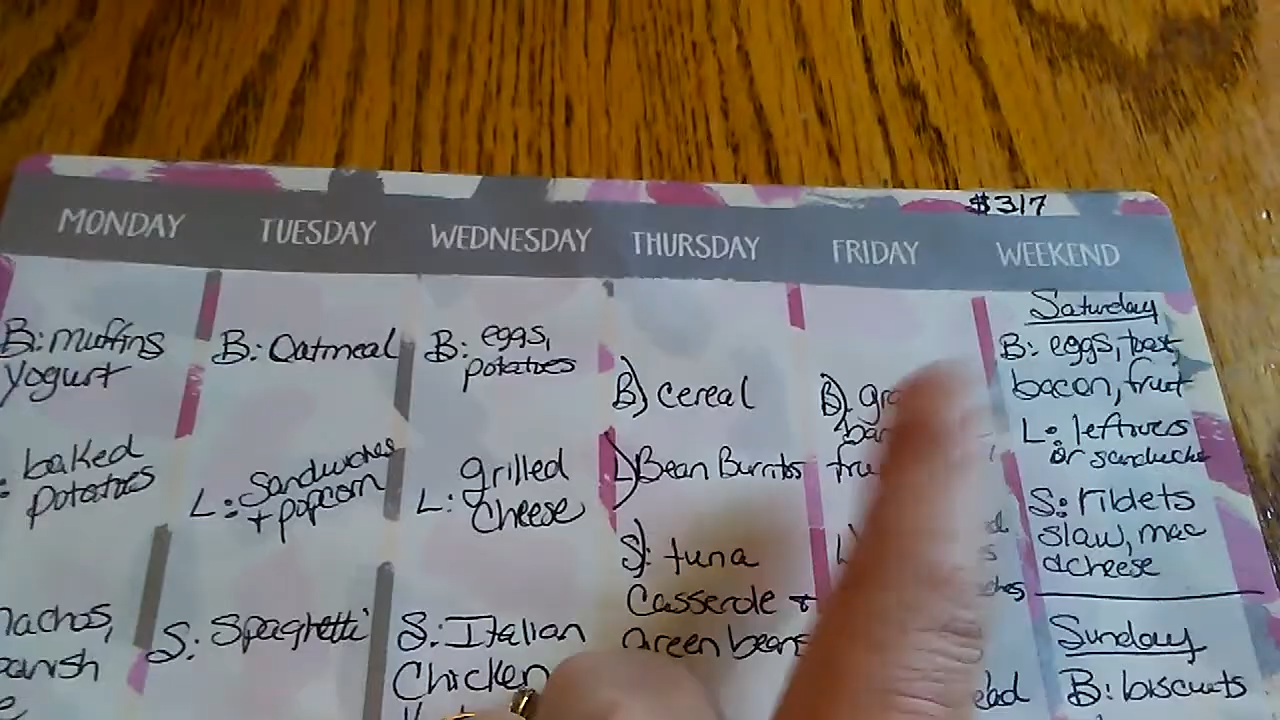 $317
MONDAY TUESDAY WEDNESDAY THURSDAY FRIDAY WEEKEND
B: muffins
yogurt
baked
potatoes
nachos,
B: Oatmeal
L: Sandwiches
+ popcorn
S: Spaghetti
B: eggs,
potatoes
L: grilled
Cheese
S: Italian
Chicken
B) cereal
L) Bean Burrits
S): tuna
Casserole +
Green beans
B).
Saturday
B: eggs, toast,
bacon, fruit
L: leftovers
or sandwiches
S: riblets
slaw, mac
&cheese
Sunday
B: biscuits